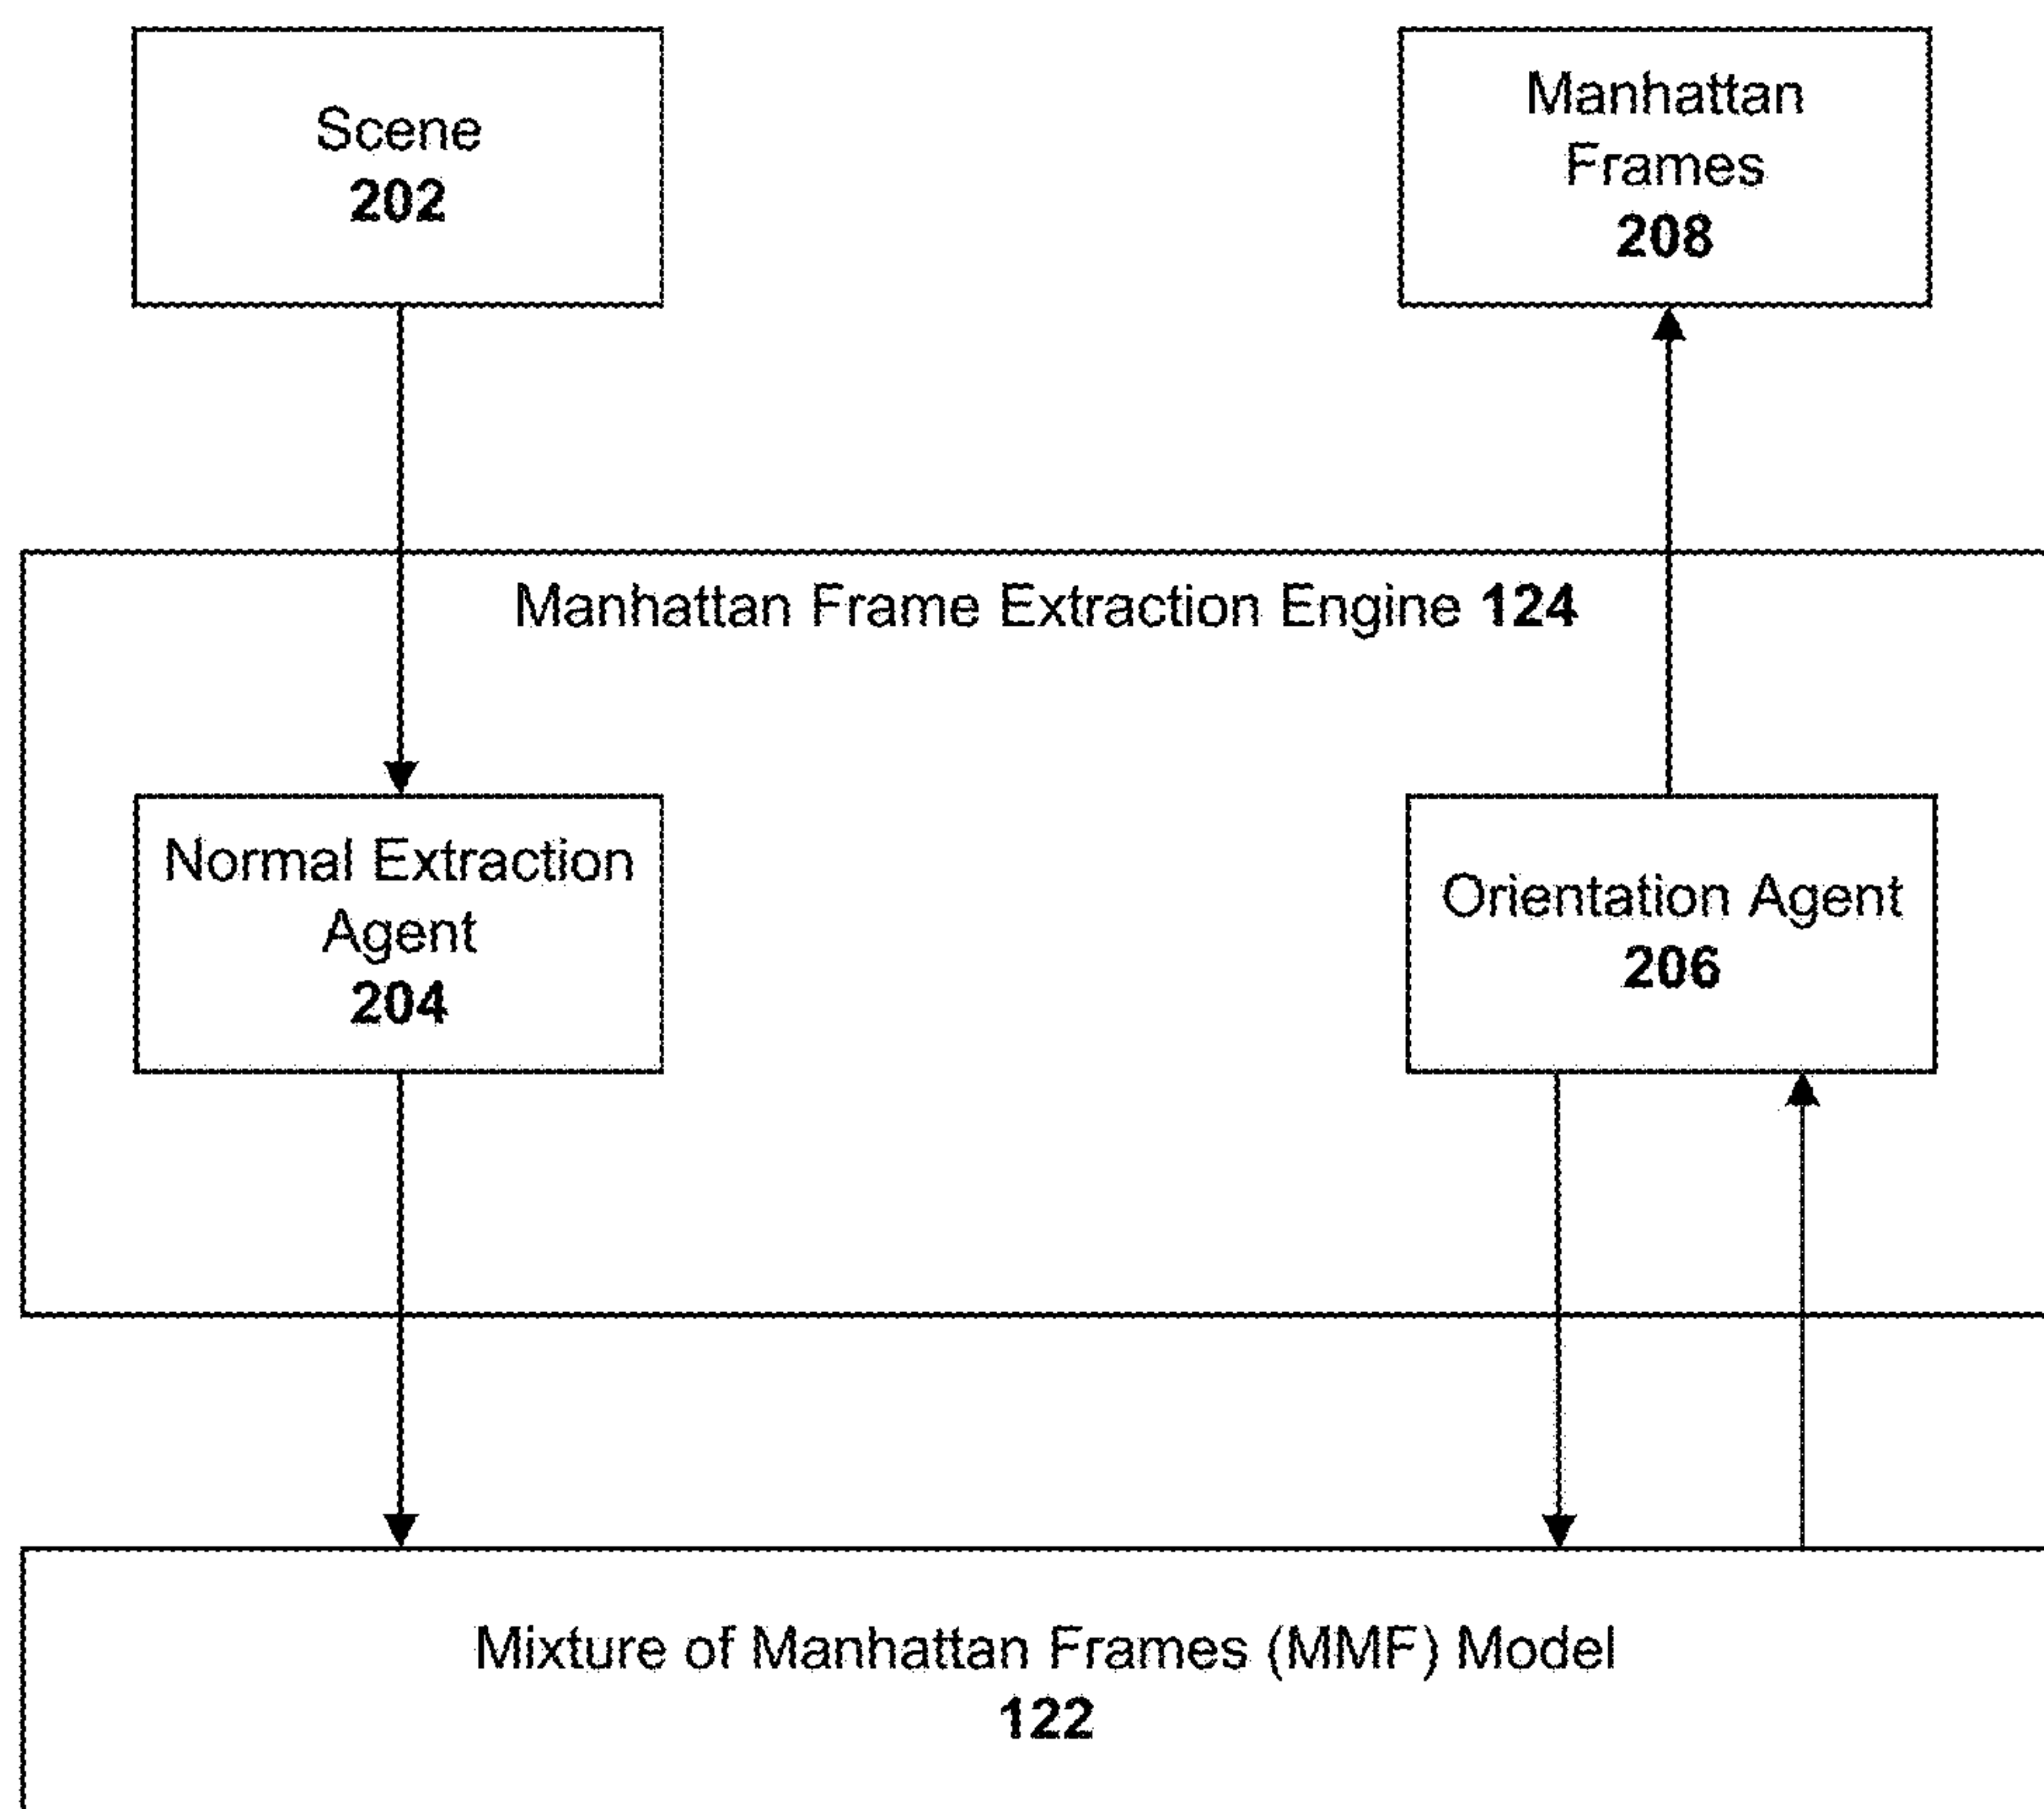 Scene
202
Manhattan
Frames
208
Manhattan Frame Extraction Engine 124
Normal Extraction
Agent
204
Orientation Agent
206
Mixture of Manhattan Frames (MMF) Model
122